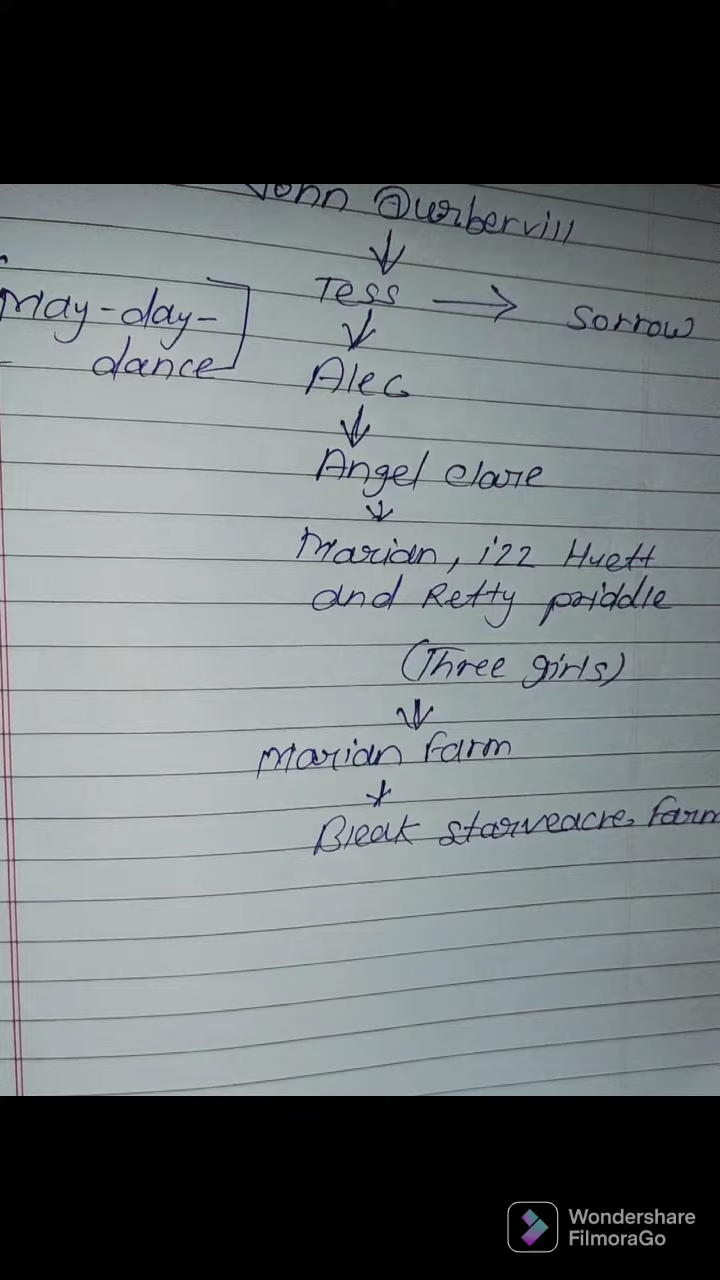 John Durbervill
Tess → Sorrow
May-day-
dance
Alec
Angel clare
Marian, izz Huett
and Retty priddle
(Three girls)
Marian Farm
Bleak starveacre Farm
Wondershare
FilmoraGo